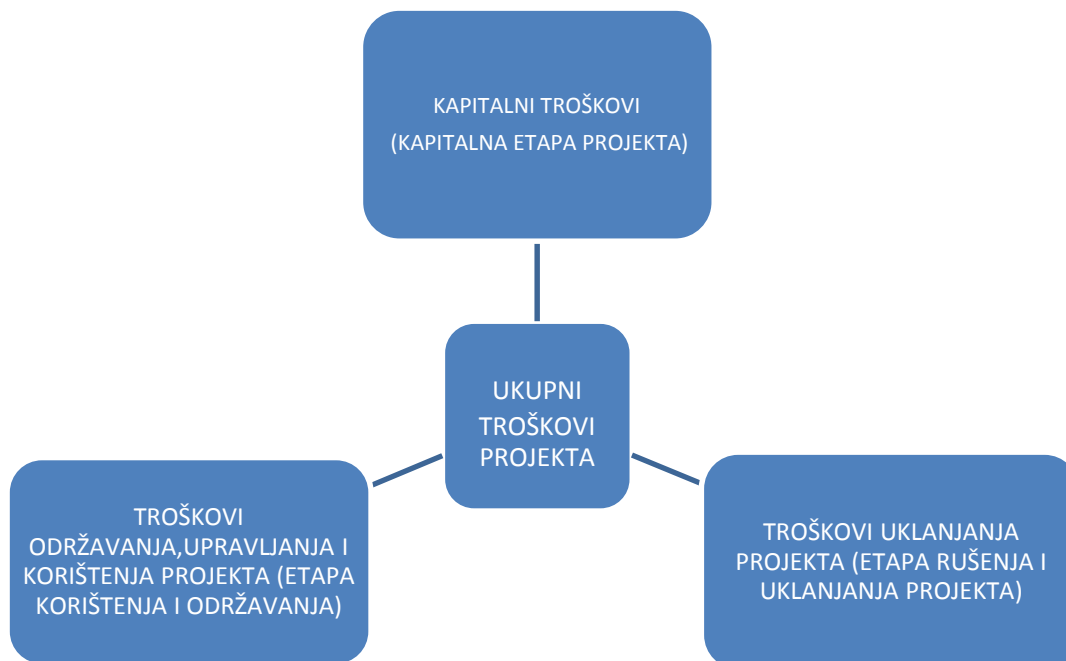 KAPITALNI TROŠKOVI
(KAPITALNA ETAPA PROJEKTA)
UKUPNI
TROŠKOVI
PROJEKTA
TROŠKOVI
ODRŽAVANJA,UPRAVLJANJA I
KORIŠTENJA PROJEKTA (ETAPA
KORIŠTENJA I ODRŽAVANJA)
TROŠKOVI UKLANJANJA
PROJEKTA (ETAPA RUŠENJA I
UKLANJANJA PROJEKTA)